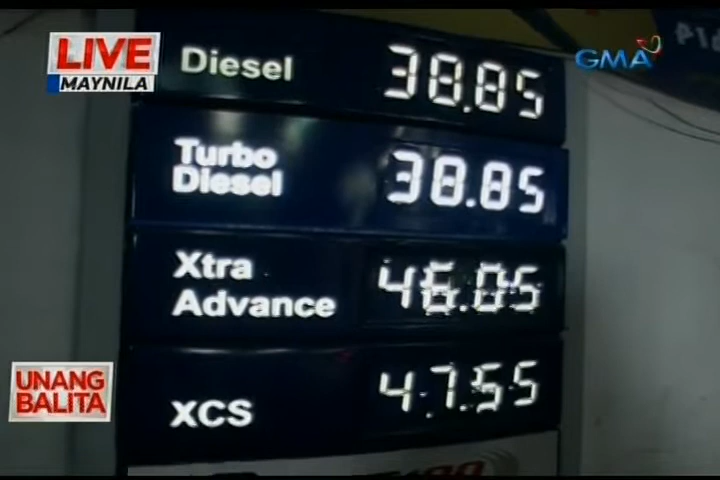 LIVE
MAYNILA
GMA
Diesel 38.85
Turbo
Diesel 38.85
Xtra
Advance 46.05
XCS 47.55
UNANG
BALITA